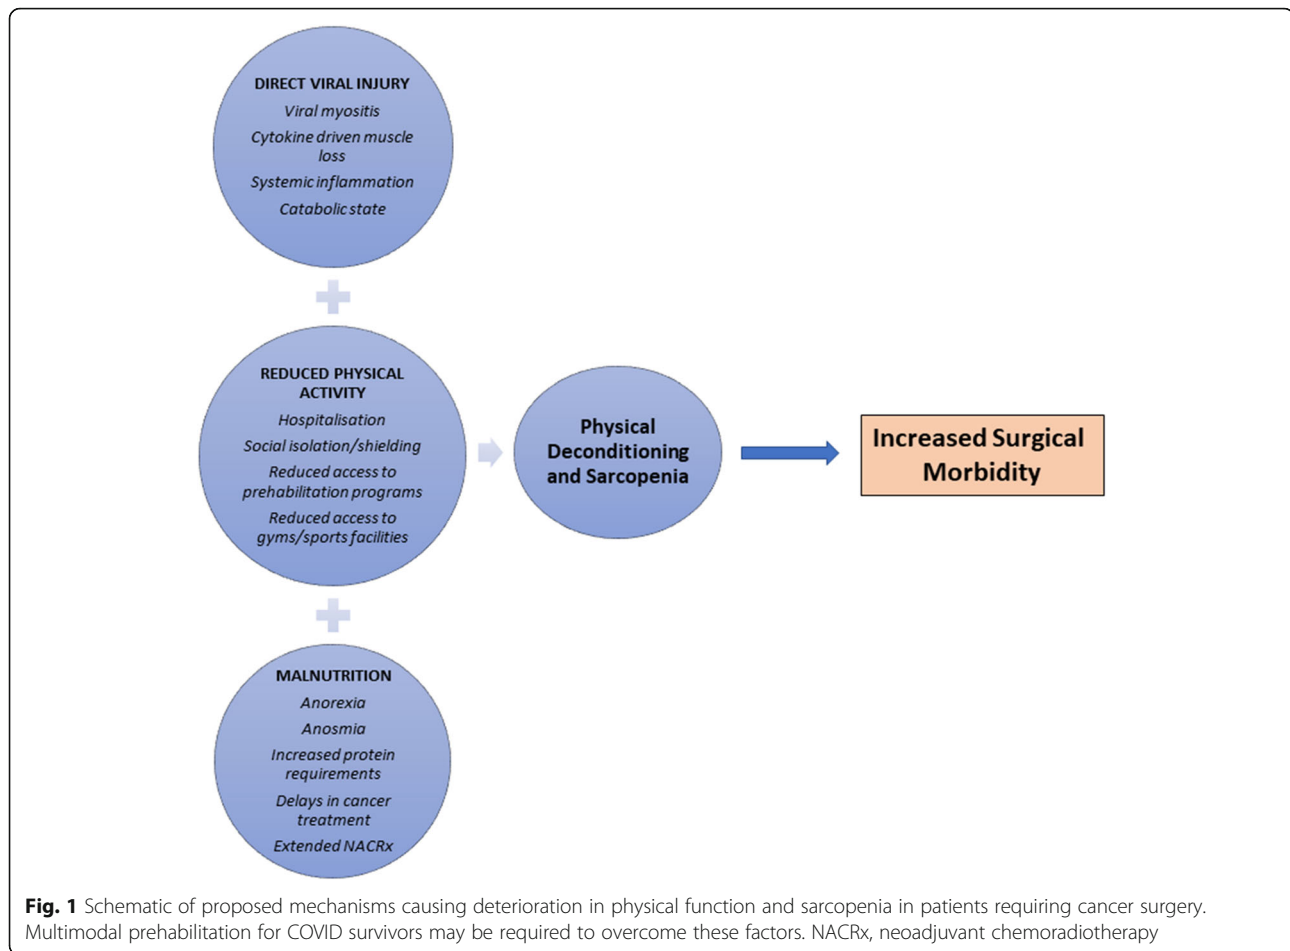 DIRECT VIRAL INJURY
Viral myositis
Cytokine driven muscle
loss
Systemic inflammation
Catabolic state
REDUCED PHYSICAL
ACTIVITY
Hospitalisation
Social isolation/shielding
Reduced access to
prehabilitation programs
Reduced access to
gyms/sports facilities
Physical
Deconditioning
and Sarcopenia
Increased Surgical
Morbidity
MALNUTRITION
Anorexia
Anosmia
Increased protein
requirements
Delays in cancer
treatment
Extended NACRx
Fig. 1 Schematic of proposed mechanisms causing deterioration in physical function and sarcopenia in patients requiring cancer surgery.
Multimodal prehabilitation for COVID survivors may be required to overcome these factors. NACRx, neoadjuvant chemoradiotherapy